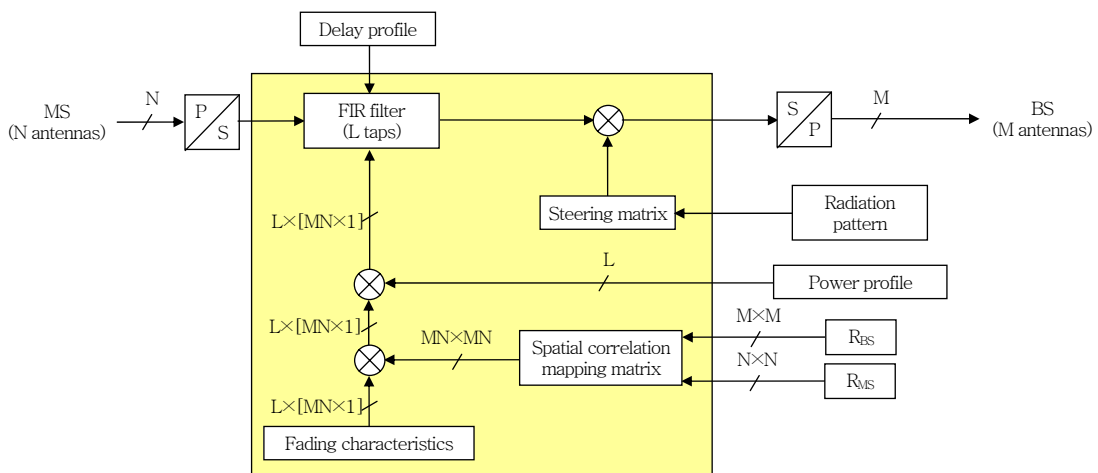 Delay profile
MS
(N antennas)
N
P
S
FIR filter
(L taps)
S
P
M
BS
(M antennas)
Steering matrix
Radiation
pattern
L×[MN×1]
L
Power profile
L×[MN×1]
MN×MN
Spatial correlation
mapping matrix
M×M
R_BS
N×N
R_MS
L×[MN×1]
Fading characteristics